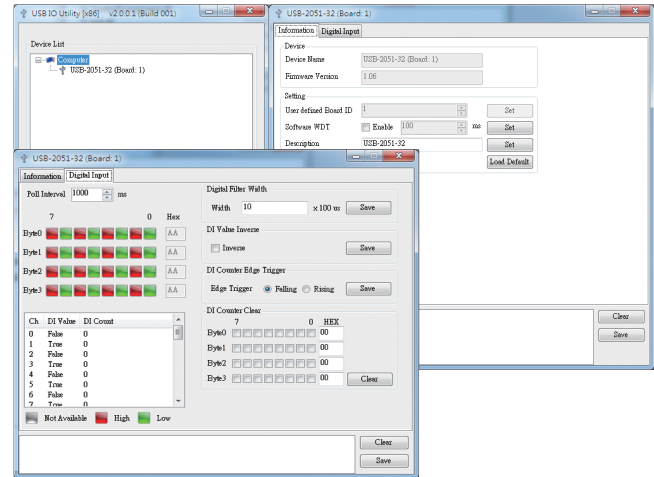 USB IO Utility [x86] v2.0.0.1 (Build 001)
Device List
Computer
USB-2051-32 (Board: 1)
USB-2051-32 (Board: 1)
Information
Digital Input
Device
Device Name
USB-2051-32 (Board: 1)
Firmware Version
1.06
Setting
User defined Board ID
1
Set
Software WDT
Enable
100
ms
Set
Description
USB-2051-32
Set
Load Default
Clear
Save
USB-2051-32 (Board: 1)
Information
Digital Input
Poll Interval
1000
ms
7 0 Hex
Byte0 AA
Byte1 AA
Byte2 AA
Byte3 AA
Ch DI Value DI Count
0 False 0
1 True 0
2 False 0
3 True 0
4 False 0
5 True 0
6 False 0
7 True 0
Not Available High Low
Digital Filter Width
Width 10 x 100 us Save
DI Value Inverse
Inverse Save
DI Counter Edge Trigger
Edge Trigger Falling Rising Save
DI Counter Clear
7 0 HEX
Byte0 00
Byte1 00
Byte2 00
Byte3 00 Clear
Clear
Save